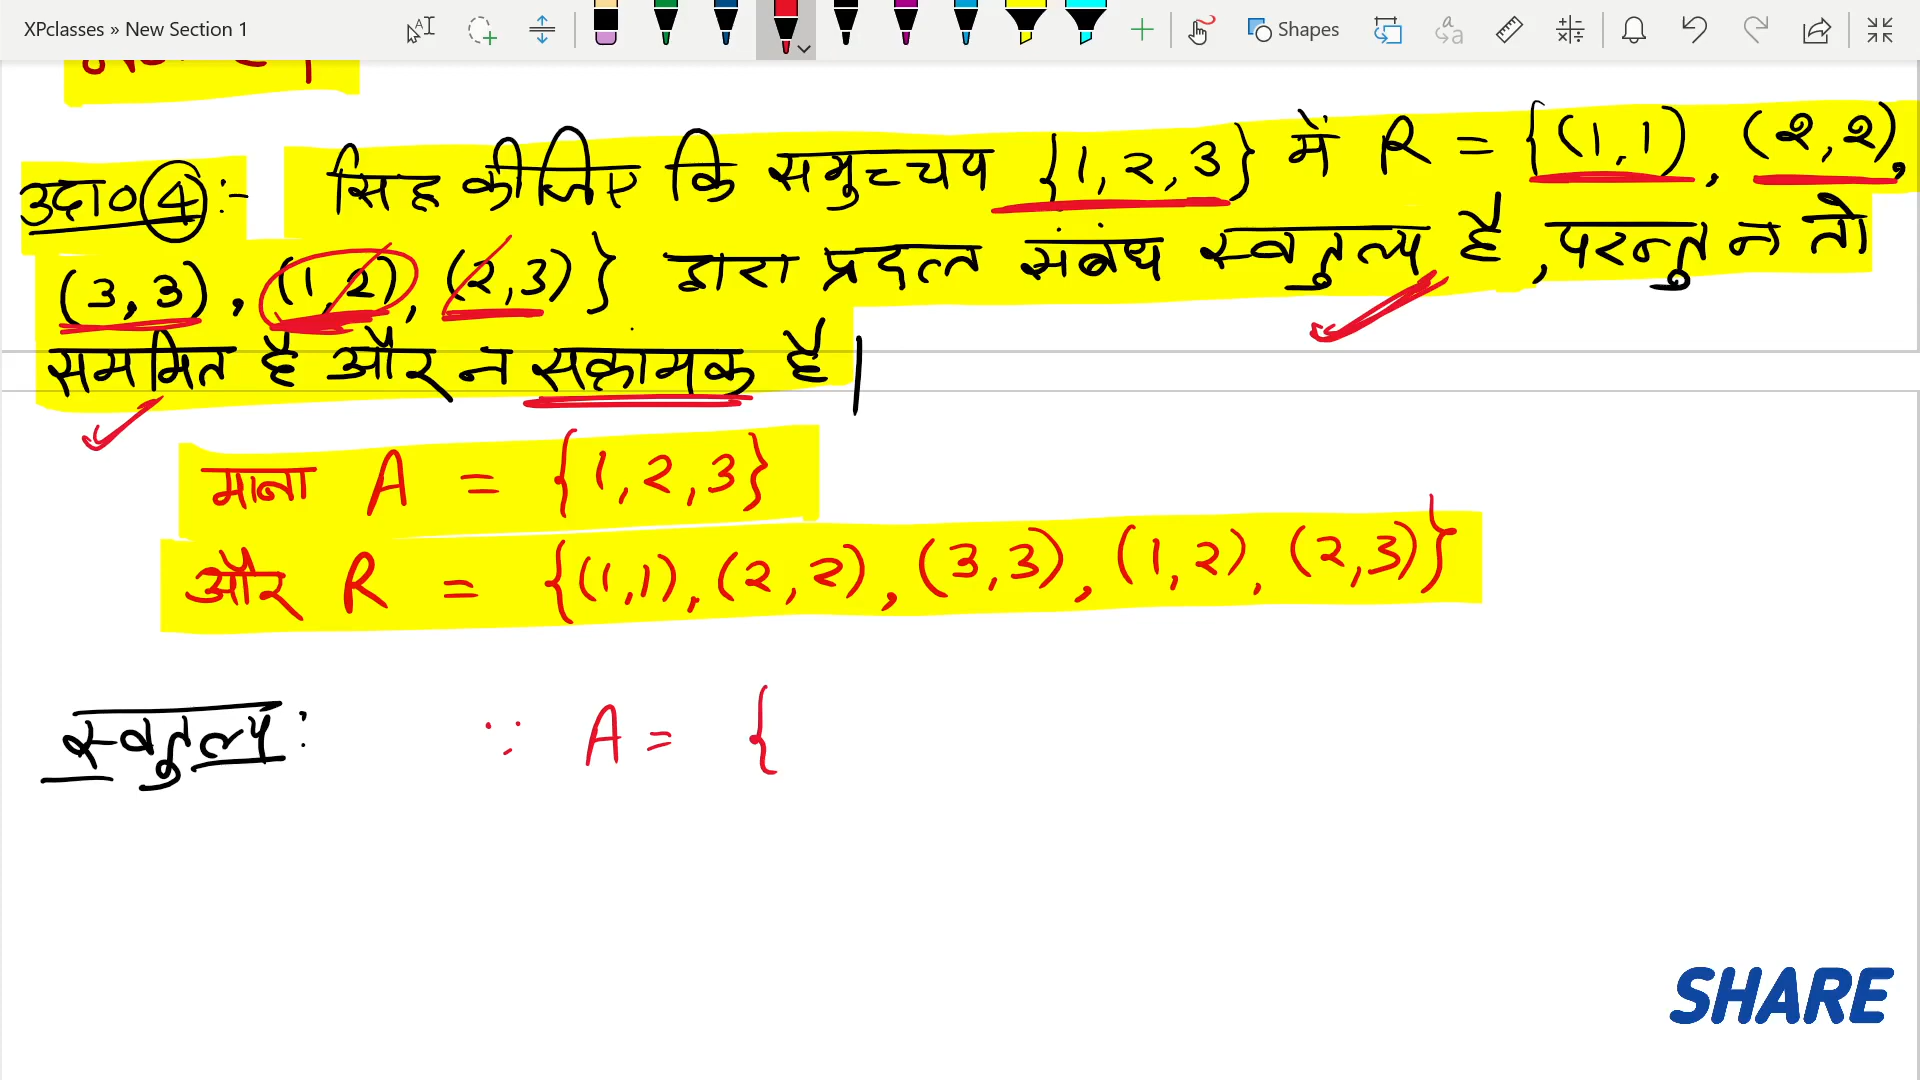 XPclasses » New Section 1
Shapes
उदा० 4 :- सिद्ध कीजिए कि समुच्चय {1, 2, 3} में R = {(1,1), (2,2),
(3,3), (1,2), (2,3)} द्वारा प्रदत्त संबंध स्वतुल्य है, परन्तु न तो
सममित है और न सक्रामक है।
माना A = {1, 2, 3}
और R = {(1,1), (2,2), (3,3), (1,2), (2,3)}
स्वतुल्य : ∵ A = {
SHARE